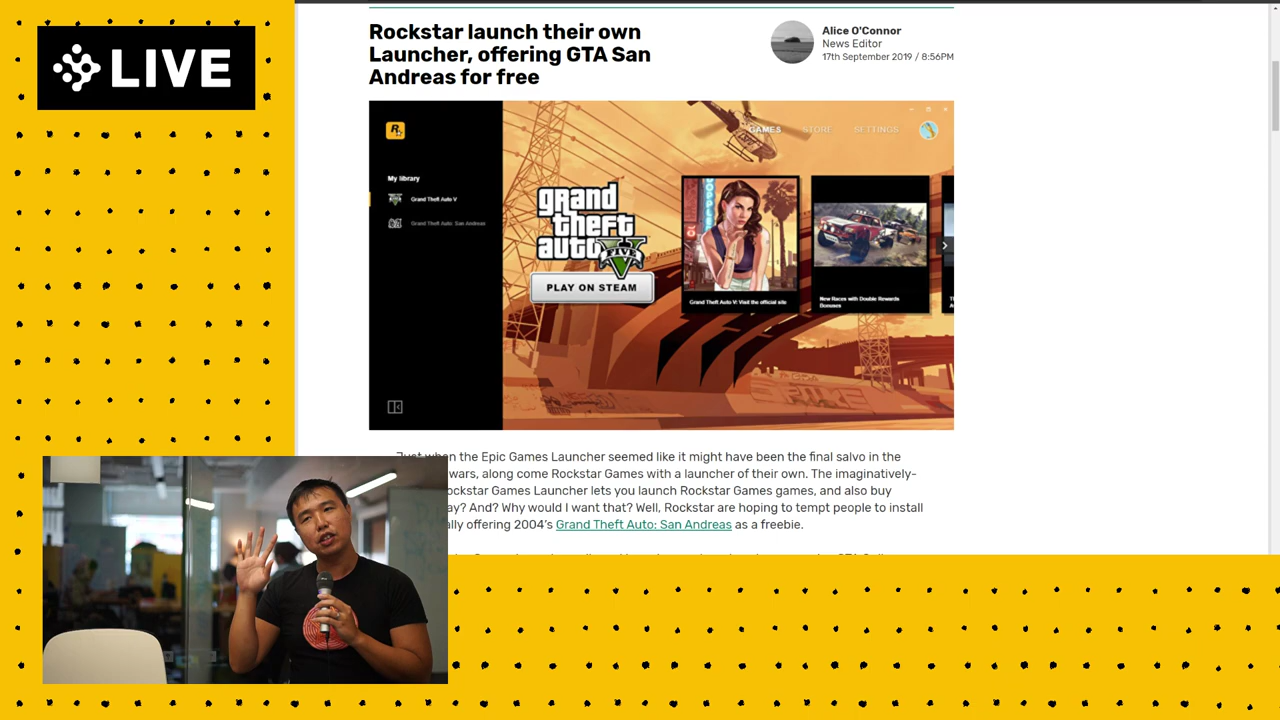 LIVE
Rockstar launch their own
Launcher, offering GTA San
Andreas for free
Alice O'Connor
News Editor
17th September 2019 / 8:56PM
R
GAMES STORE SETTINGS
My library
Grand Theft Auto V
Grand Theft Auto: San Andreas
grand
theft
auto
FIVE
V
PLAY ON STEAM
Grand Theft Auto V: Visit the official site
New Races with Double Rewards
Bonuses
Just when the Epic Games Launcher seemed like it might have been the final salvo in the
wars, along come Rockstar Games with a launcher of their own. The imaginatively-
Rockstar Games Launcher lets you launch Rockstar Games games, and also buy
And? Why would I want that? Well, Rockstar are hoping to tempt people to install
offering 2004's Grand Theft Auto: San Andreas as a freebie.